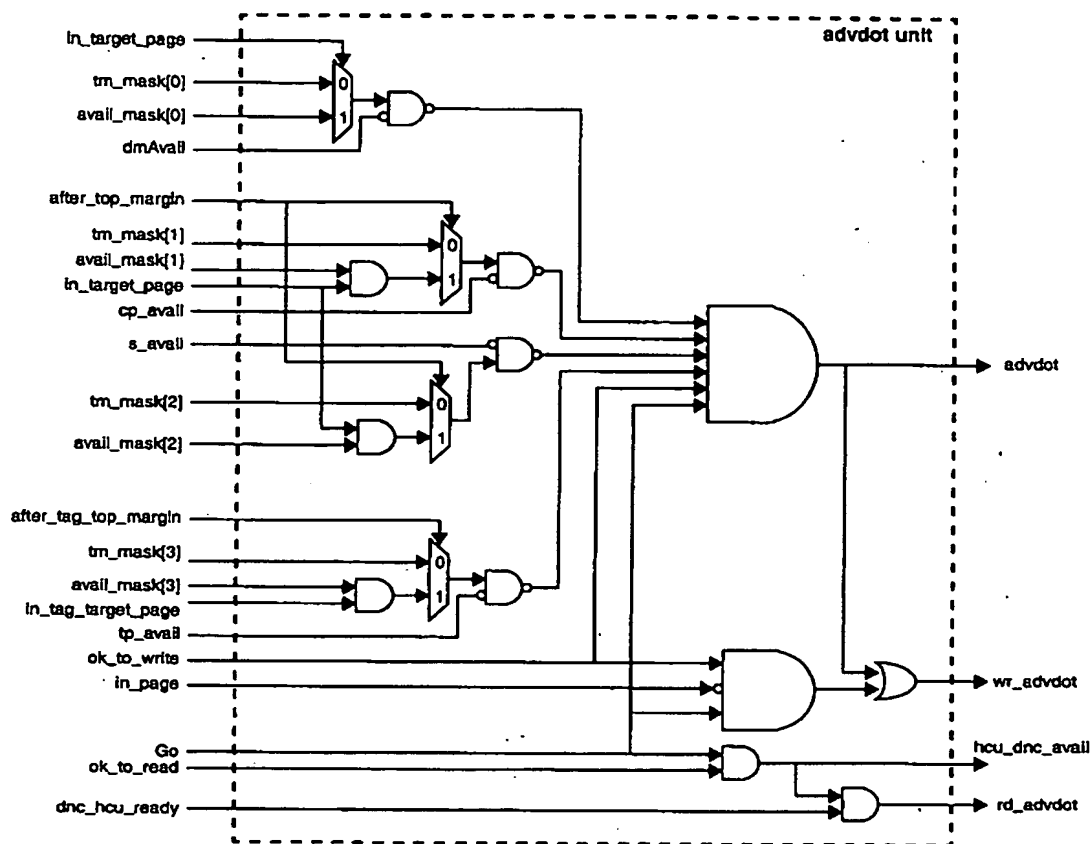 advdot unit
in_target_page
tm_mask[0]
0
avail_mask[0]
1
dmAvail
after_top_margin
tm_mask[1]
0
avail_mask[1]
1
in_target_page
cp_avail
s_avail
tm_mask[2]
0
avail_mask[2]
1
after_tag_top_margin
tm_mask[3]
0
avail_mask[3]
1
in_tag_target_page
tp_avail
ok_to_write
in_page
Go
ok_to_read
dnc_hcu_ready
advdot
wr_advdot
hcu_dnc_avail
rd_advdot